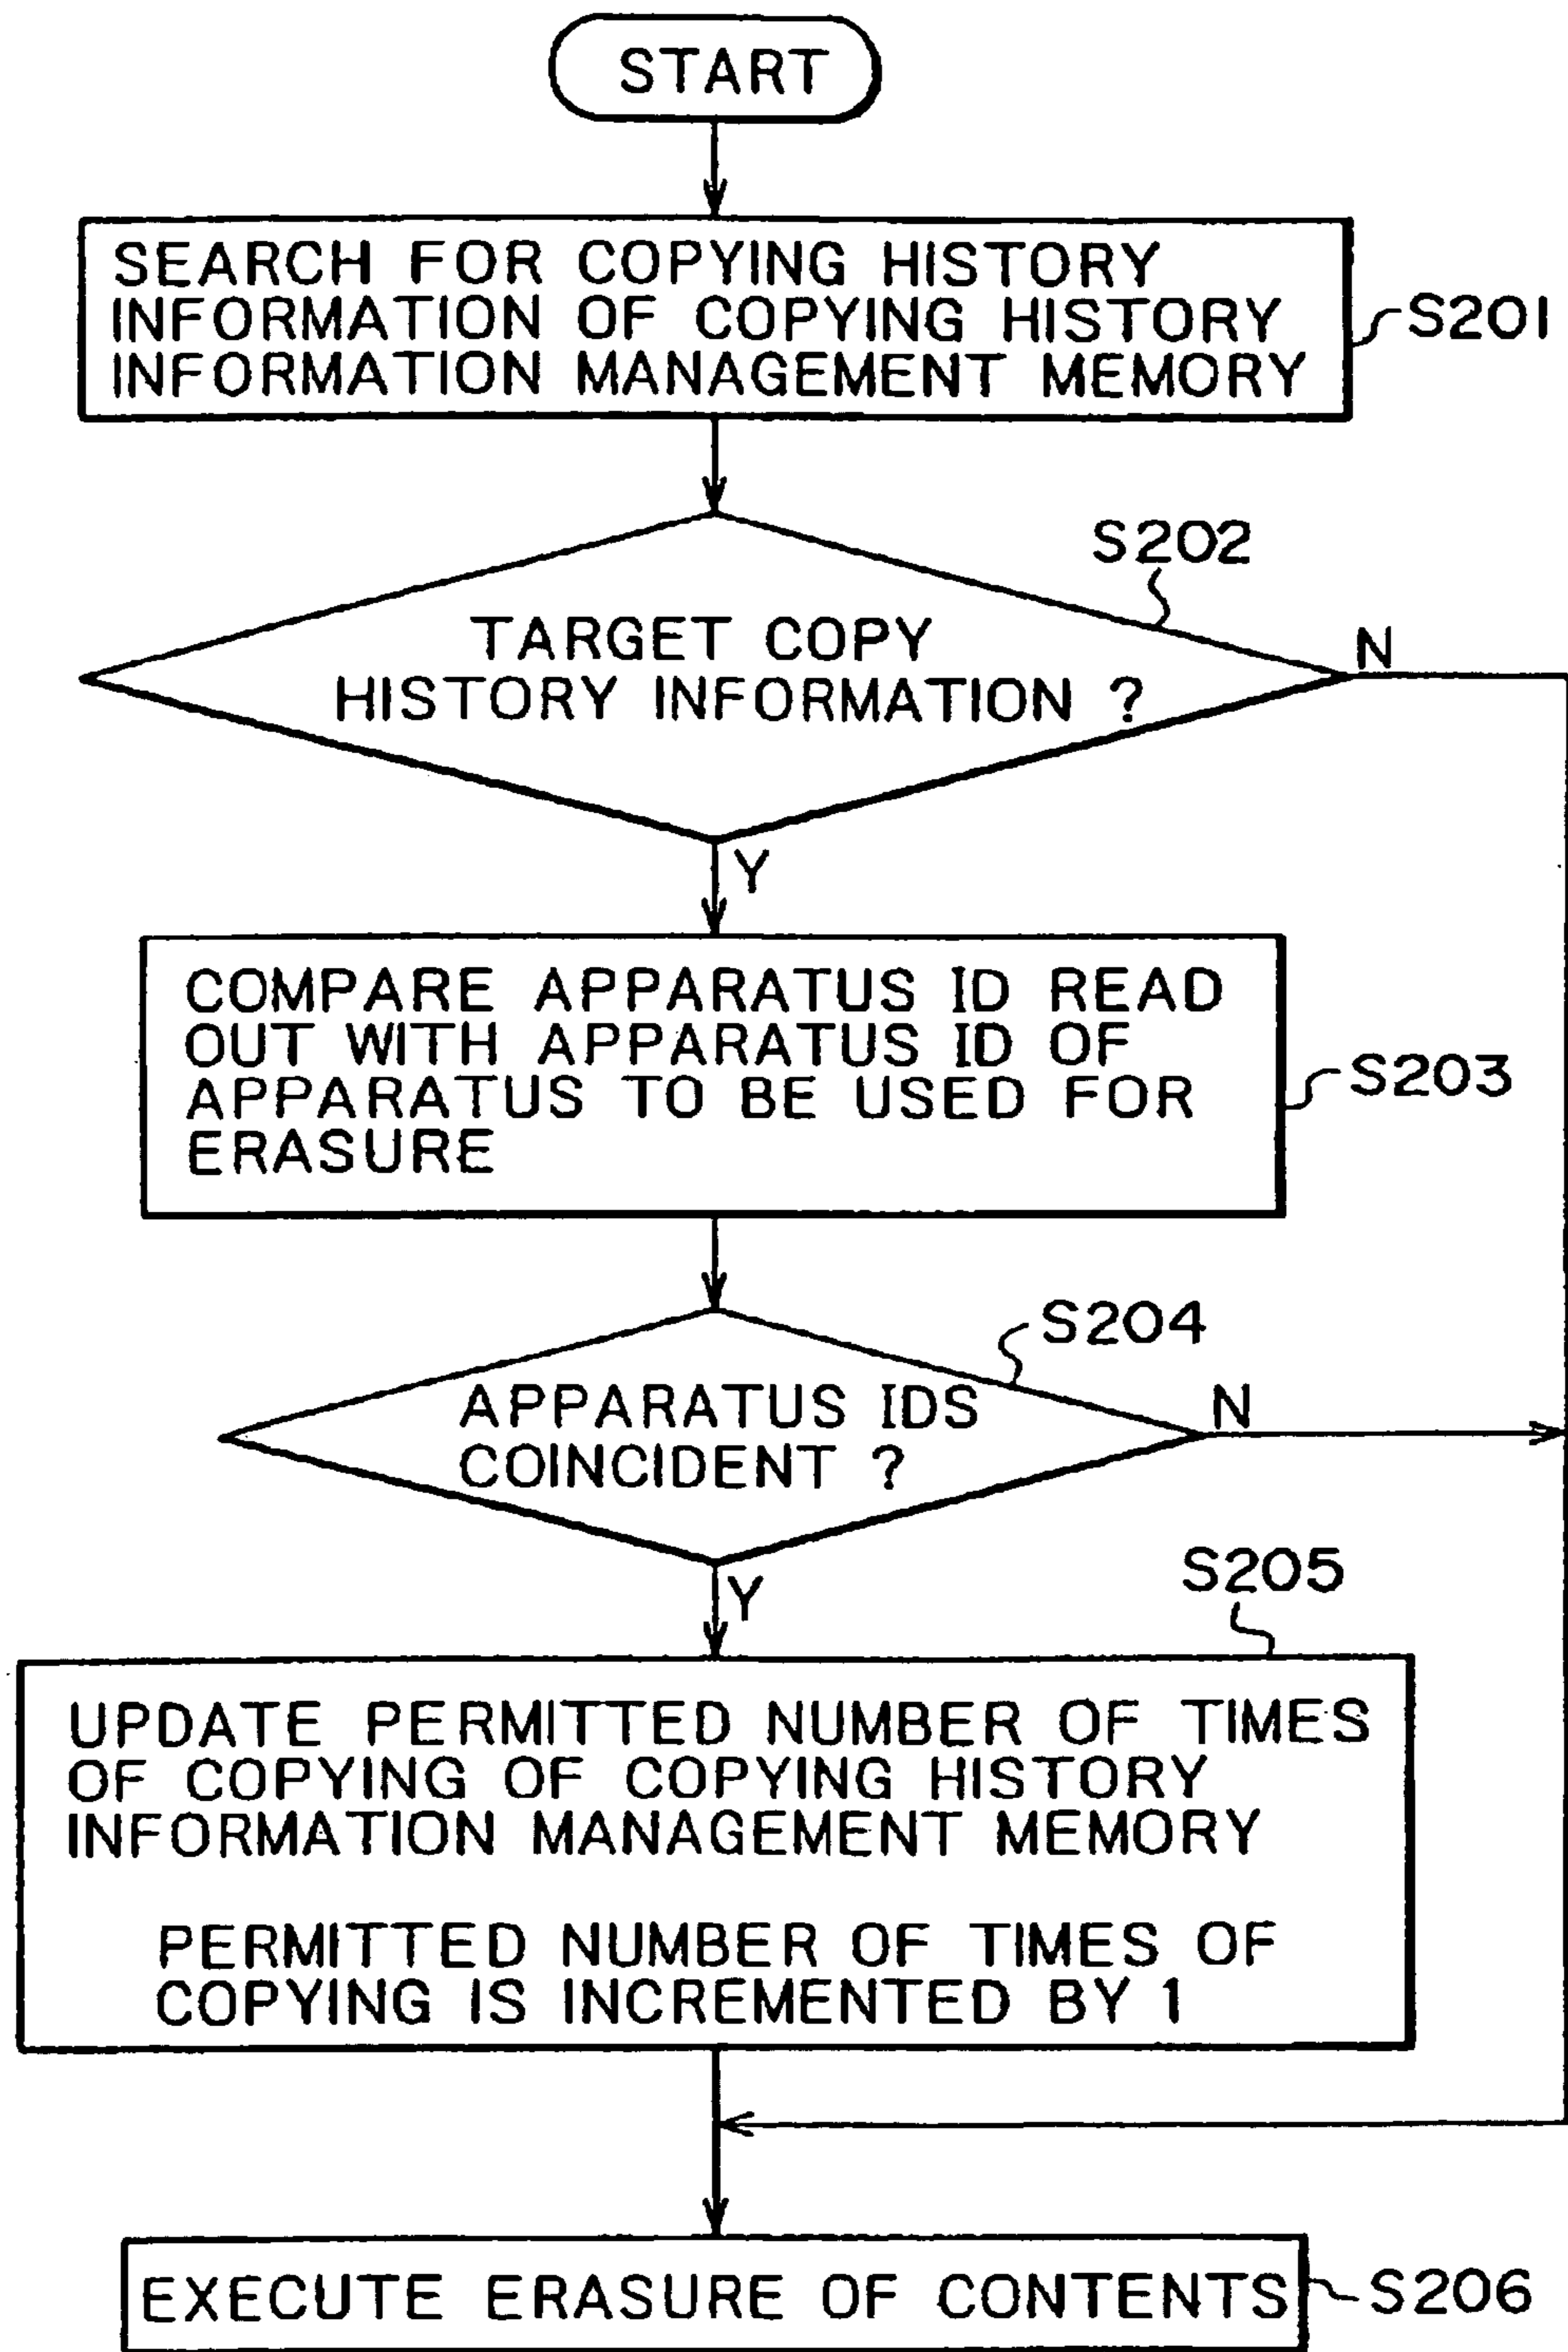 START
SEARCH FOR COPYING HISTORY
INFORMATION OF COPYING HISTORY
INFORMATION MANAGEMENT MEMORY
S201
S202
TARGET COPY
HISTORY INFORMATION ?
N
Y
COMPARE APPARATUS ID READ
OUT WITH APPARATUS ID OF
APPARATUS TO BE USED FOR
ERASURE
S203
S204
APPARATUS IDS
COINCIDENT ?
N
Y
S205
UPDATE PERMITTED NUMBER OF TIMES
OF COPYING OF COPYING HISTORY
INFORMATION MANAGEMENT MEMORY
PERMITTED NUMBER OF TIMES OF
COPYING IS INCREMENTED BY 1
EXECUTE ERASURE OF CONTENTS
S206